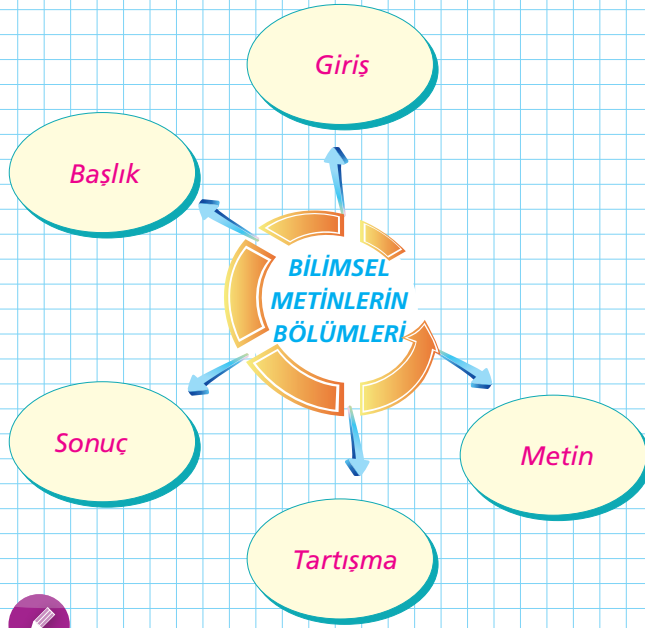 Giriş
Başlık
BİLİMSEL
METİNLERİN
BÖLÜMLERİ
Sonuç
Metin
Tartışma